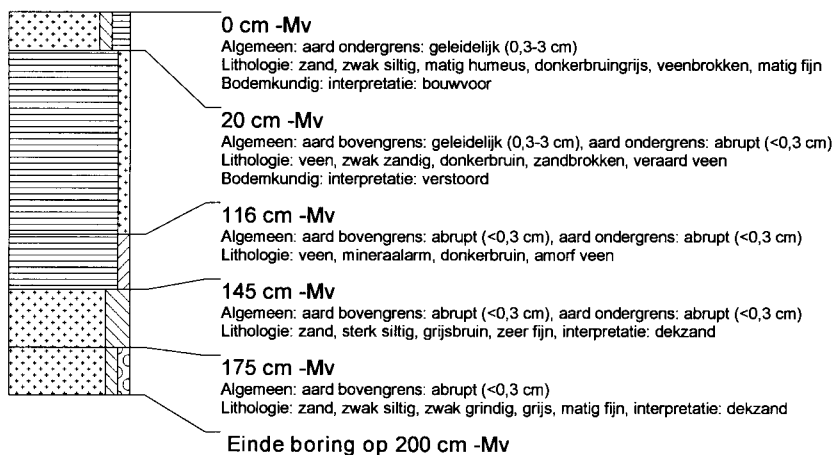 0 cm -Mv
Algemeen: aard ondergrens: geleidelijk (0,3-3 cm)
Lithologie: zand, zwak siltig, matig humeus, donkerbruingrijs, veenbrokken, matig fijn
Bodemkundig: interpretatie: bouwvoor
20 cm -Mv
Algemeen: aard bovengrens: geleidelijk (0,3-3 cm), aard ondergrens: abrupt (<0,3 cm)
Lithologie: veen, zwak zandig, donkerbruin, zandbrokken, veraard veen
Bodemkundig: interpretatie: verstoord
116 cm -Mv
Algemeen: aard bovengrens: abrupt (<0,3 cm), aard ondergrens: abrupt (<0,3 cm)
Lithologie: veen, mineraalarm, donkerbruin, amorf veen
145 cm -Mv
Algemeen: aard bovengrens: abrupt (<0,3 cm), aard ondergrens: abrupt (<0,3 cm)
Lithologie: zand, sterk siltig, grijsbruin, zeer fijn, interpretatie: dekzand
175 cm -Mv
Algemeen: aard bovengrens: abrupt (<0,3 cm)
Lithologie: zand, zwak siltig, zwak grindig, grijs, matig fijn, interpretatie: dekzand
Einde boring op 200 cm -Mv